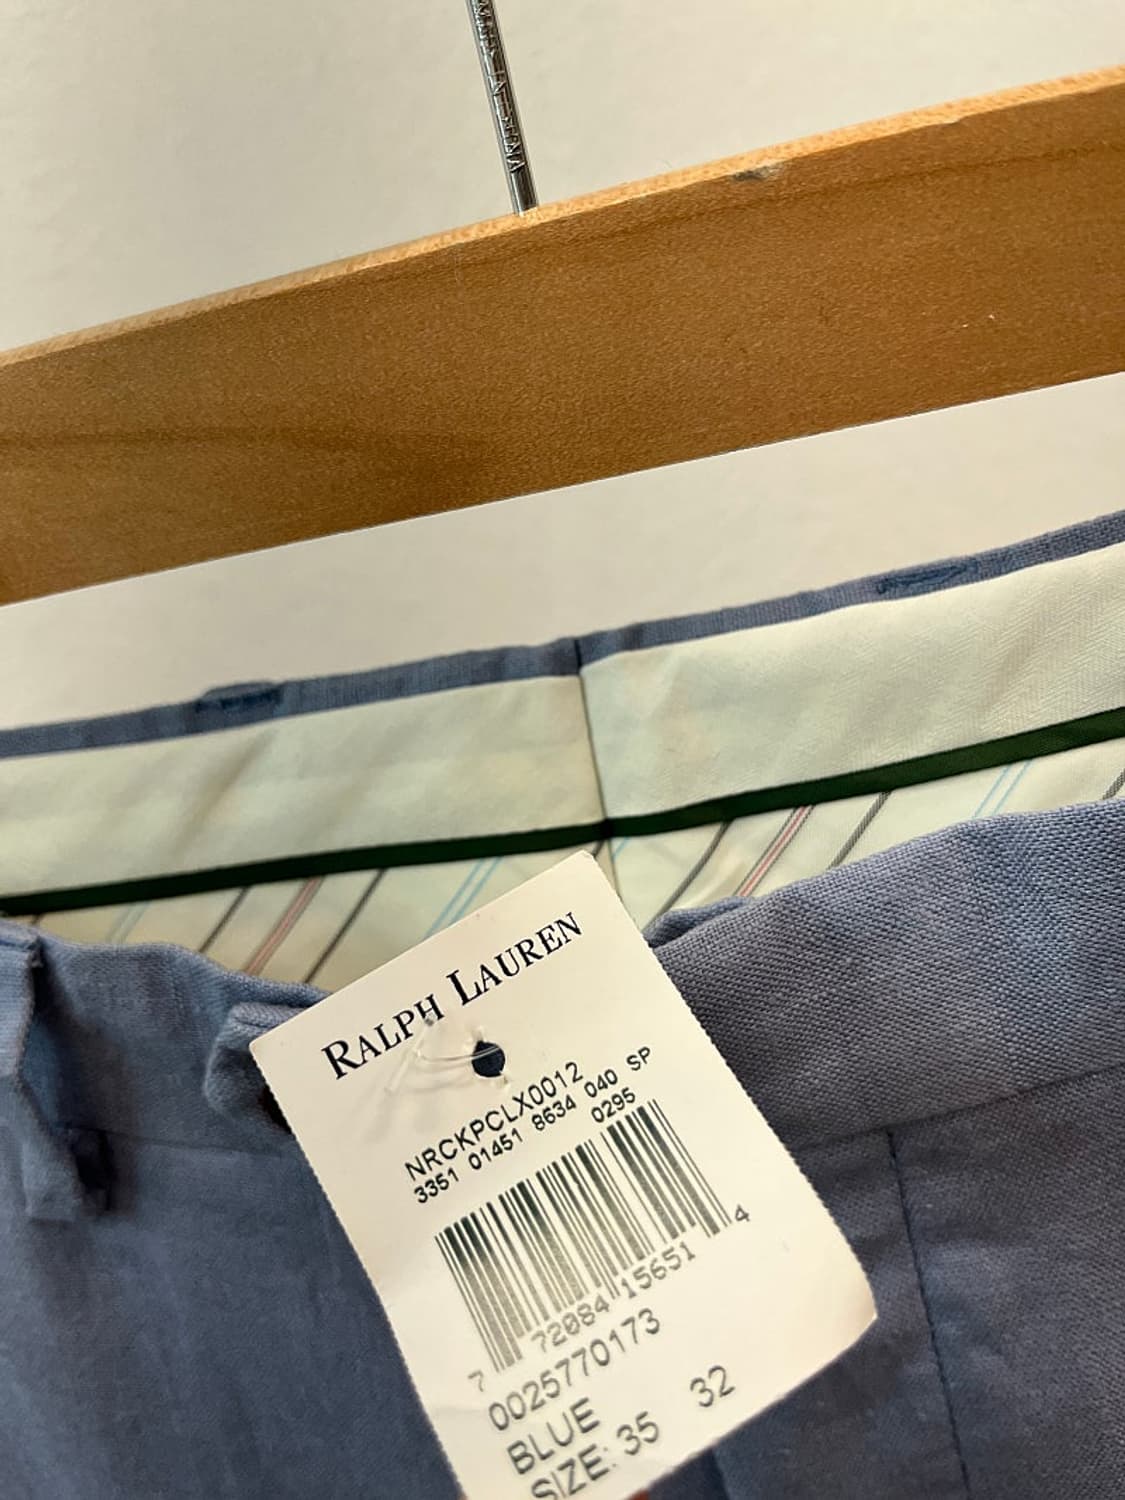 RALPH LAUREN
NRCKPCLX0012
3351 01451 8634 040 SP
0295
7 72084 15651 4
0025770173
BLUE
SIZE: 35 32